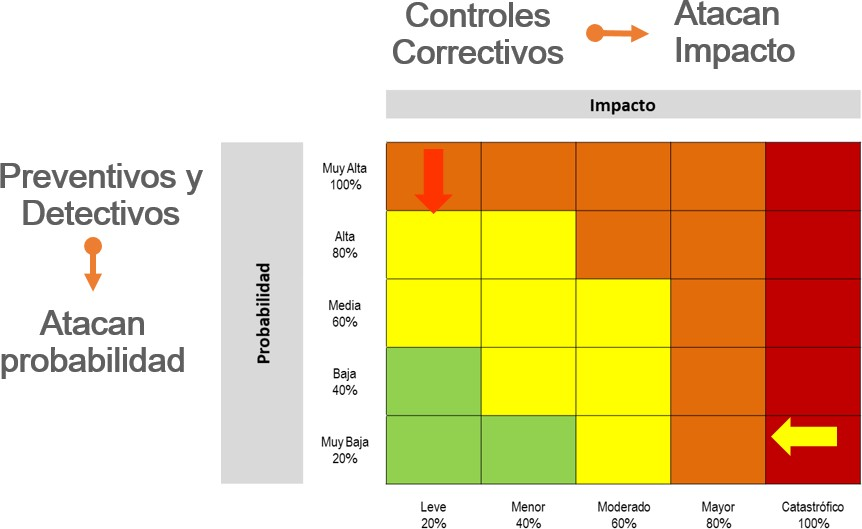 Controles
Correctivos
Atacan
Impacto
Impacto
Preventivos y
Detectivos
Atacan
probabilidad
Probabilidad
Muy Alta
100%
Alta
80%
Media
60%
Baja
40%
Muy Baja
20%
Leve
20%
Menor
40%
Moderado
60%
Mayor
80%
Catastrófico
100%